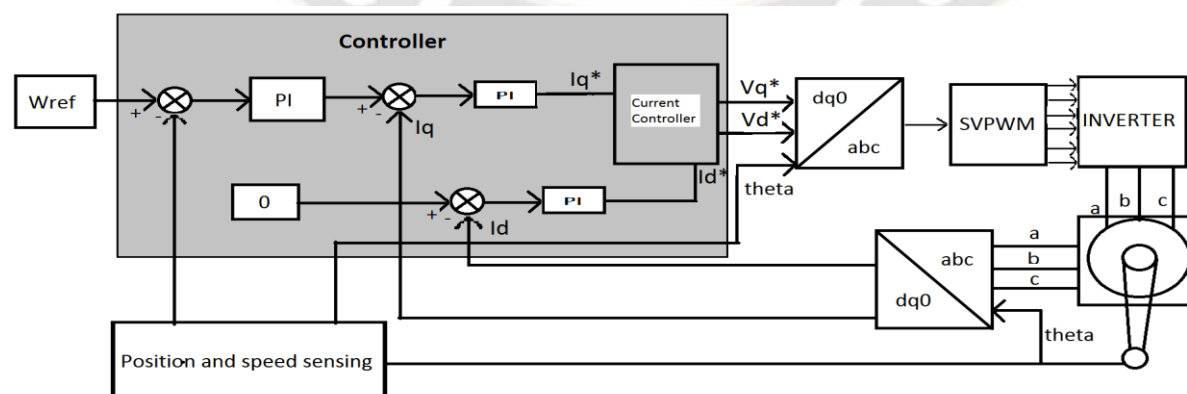 Controller
Wref
+
-
PI
+
-
Iq
PI
Iq*
Current
Controller
Vq*
Vd*
Id*
theta
dq0
abc
SVPWM
INVERTER
a b c
0
+
-
Id
PI
abc
dq0
a
b
c
theta
Position and speed sensing